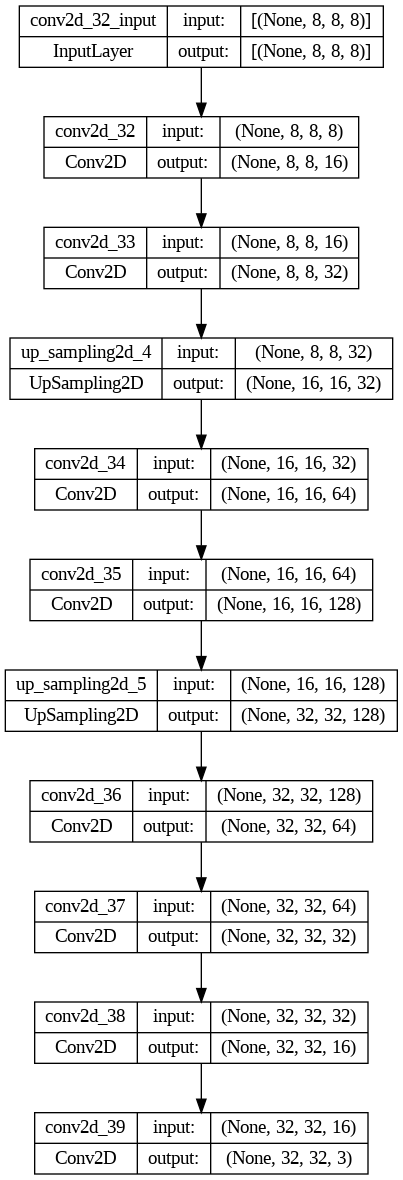 conv2d_32_input input: [(None, 8, 8, 8)]
InputLayer output: [(None, 8, 8, 8)]
conv2d_32 input: (None, 8, 8, 8)
Conv2D output: (None, 8, 8, 16)
conv2d_33 input: (None, 8, 8, 16)
Conv2D output: (None, 8, 8, 32)
up_sampling2d_4 input: (None, 8, 8, 32)
UpSampling2D output: (None, 16, 16, 32)
conv2d_34 input: (None, 16, 16, 32)
Conv2D output: (None, 16, 16, 64)
conv2d_35 input: (None, 16, 16, 64)
Conv2D output: (None, 16, 16, 128)
up_sampling2d_5 input: (None, 16, 16, 128)
UpSampling2D output: (None, 32, 32, 128)
conv2d_36 input: (None, 32, 32, 128)
Conv2D output: (None, 32, 32, 64)
conv2d_37 input: (None, 32, 32, 64)
Conv2D output: (None, 32, 32, 32)
conv2d_38 input: (None, 32, 32, 32)
Conv2D output: (None, 32, 32, 16)
conv2d_39 input: (None, 32, 32, 16)
Conv2D output: (None, 32, 32, 3)